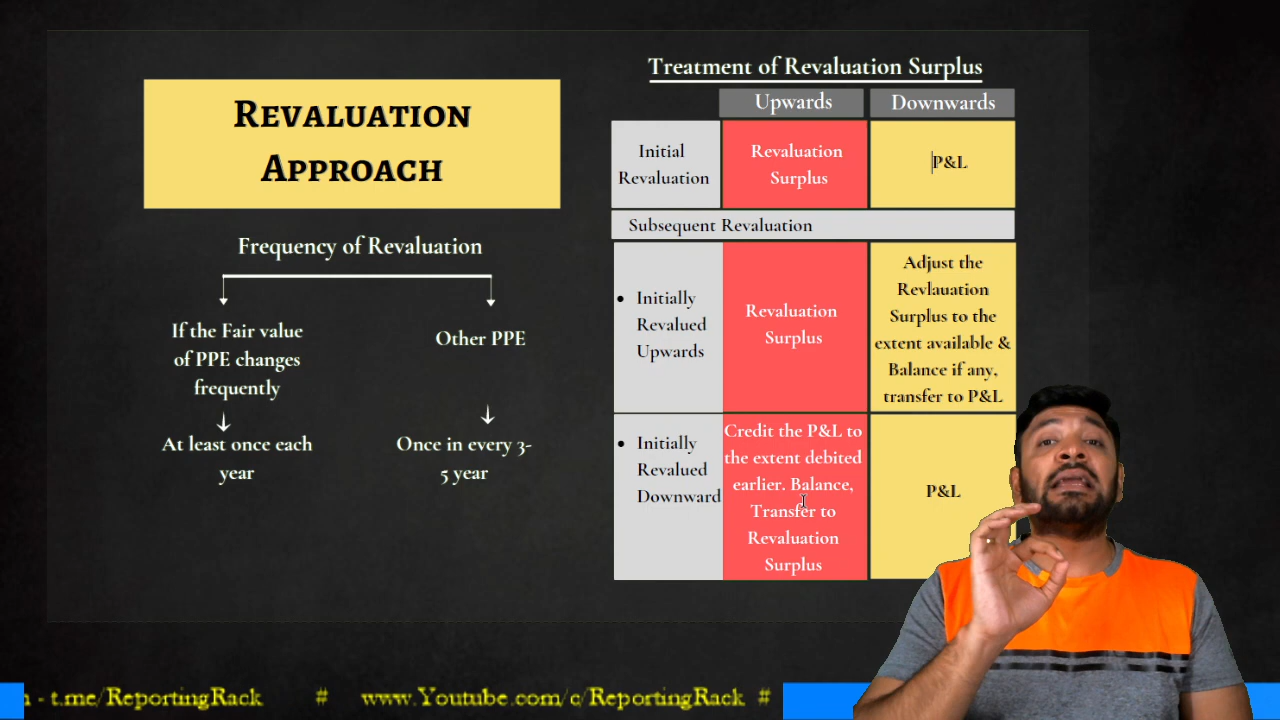 REVALUATION
APPROACH
Frequency of Revaluation
If the Fair value
of PPE changes
frequently
At least once each
year
Other PPE
Once in every 3-
5 year
Treatment of Revaluation Surplus
Upwards
Downwards
Initial
Revaluation
Revaluation
Surplus
P&L
Subsequent Revaluation
• Initially
Revalued
Upwards
Revaluation
Surplus
Adjust the
Revlauation
Surplus to the
extent available &
Balance if any,
transfer to P&L
• Initially
Revalued
Downward
Credit the P&L to
the extent debited
earlier. Balance,
Transfer to
Revaluation
Surplus
P&L
- t.me/ReportingRack # www.Youtube.com/c/ReportingRack #